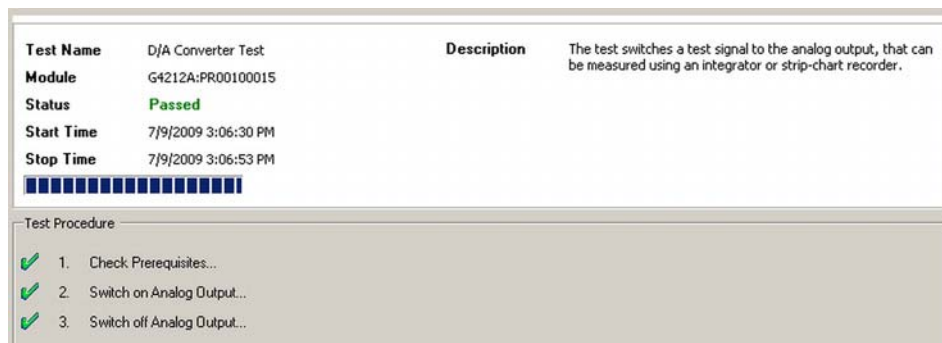 Test Name D/A Converter Test
Module G4212A:PR00100015
Status Passed
Start Time 7/9/2009 3:06:30 PM
Stop Time 7/9/2009 3:06:53 PM
Description The test switches a test signal to the analog output, that can
be measured using an integrator or strip-chart recorder.
Test Procedure
1. Check Prerequisites...
2. Switch on Analog Output...
3. Switch off Analog Output...